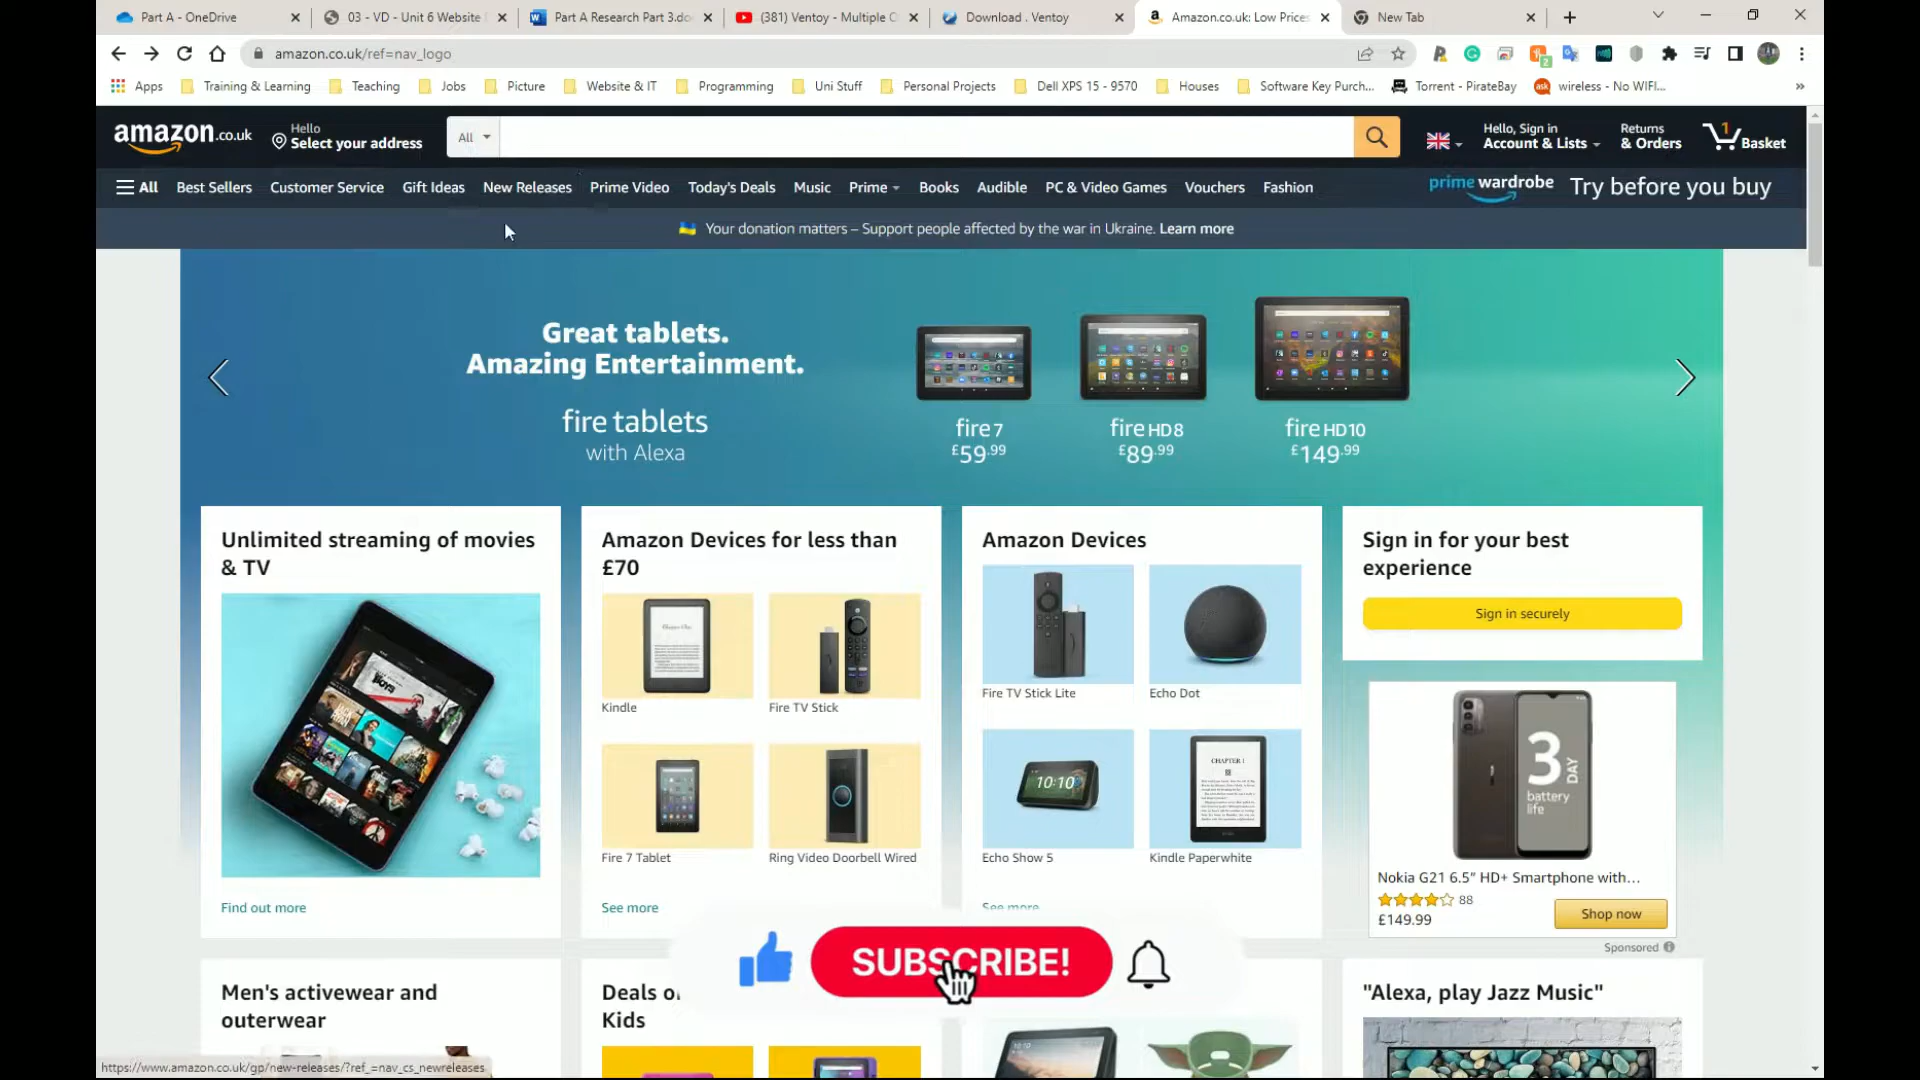 Part A - OneDrive
03 - VD - Unit 6 Website
Part A Research Part 3.do
(381) Ventoy - Multiple
Download . Ventoy
Amazon.co.uk: Low Prices
New Tab
amazon.co.uk/ref=nav_logo
2
Apps
Training & Learning
Teaching
Jobs
Picture
Website & IT
Programming
Uni Stuff
Personal Projects
Dell XPS 15 - 9570
Houses
Software Key Purch...
Torrent - PirateBay
ask
wireless - No WIFI...
amazon.co.uk
Hello
Select your address
All
Hello, Sign in
Account & Lists
Returns
& Orders
1
Basket
All
Best Sellers
Customer Service
Gift Ideas
New Releases
Prime Video
Today's Deals
Music
Prime
Books
Audible
PC & Video Games
Vouchers
Fashion
prime wardrobe
Try before you buy
Your donation matters – Support people affected by the war in Ukraine. Learn more
Great tablets.
Amazing Entertainment.
fire tablets
with Alexa
fire 7
£59.99
fire HD8
£89.99
fire HD10
£149.99
Unlimited streaming of movies
& TV
Find out more
Amazon Devices for less than
£70
Kindle
Fire TV Stick
Fire 7 Tablet
Ring Video Doorbell Wired
See more
Amazon Devices
Fire TV Stick Lite
Echo Dot
10:10
CHAPTER 1
Echo Show 5
Kindle Paperwhite
See more
Sign in for your best
experience
Sign in securely
3
DAY
battery
life
Nokia G21 6.5" HD+ Smartphone with...
88
£149.99
Shop now
Sponsored
SUBSCRIBE!
Men's activewear and
outerwear
Deals o
Kids
"Alexa, play Jazz Music"
https://www.amazon.co.uk/gp/new-releases/?ref_=nav_cs_newreleases